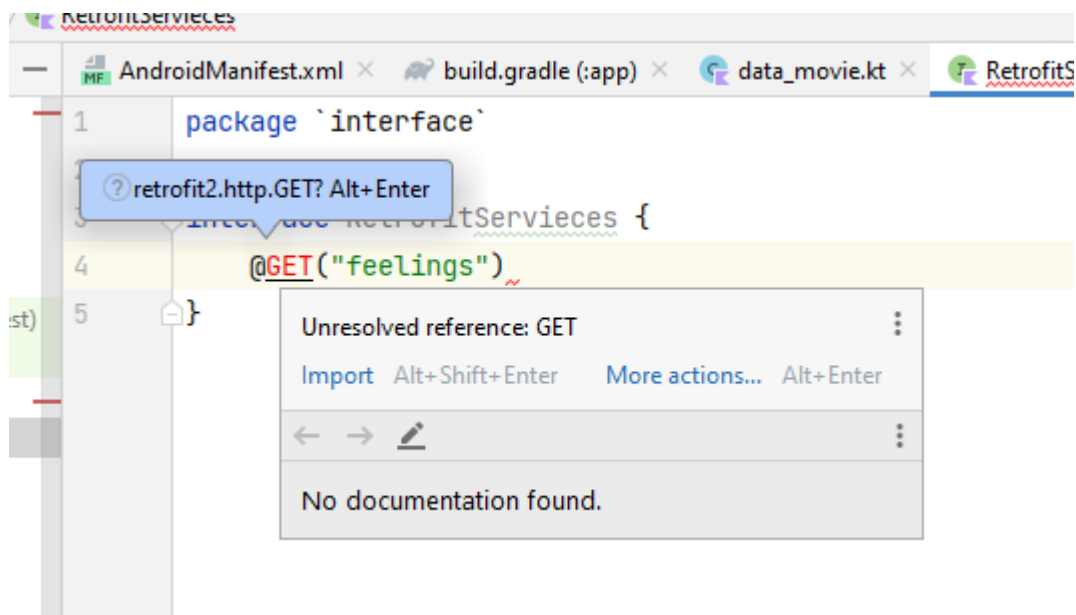 RetrofitServieces
AndroidManifest.xml × build.gradle (:app) × data_movie.kt × RetrofitS
1 package `interface`
retrofit2.http.GET? Alt+Enter
3 interface RetrofitServieces {
4 @GET("feelings")
5 }
est)
Unresolved reference: GET
Import Alt+Shift+Enter More actions... Alt+Enter
No documentation found.